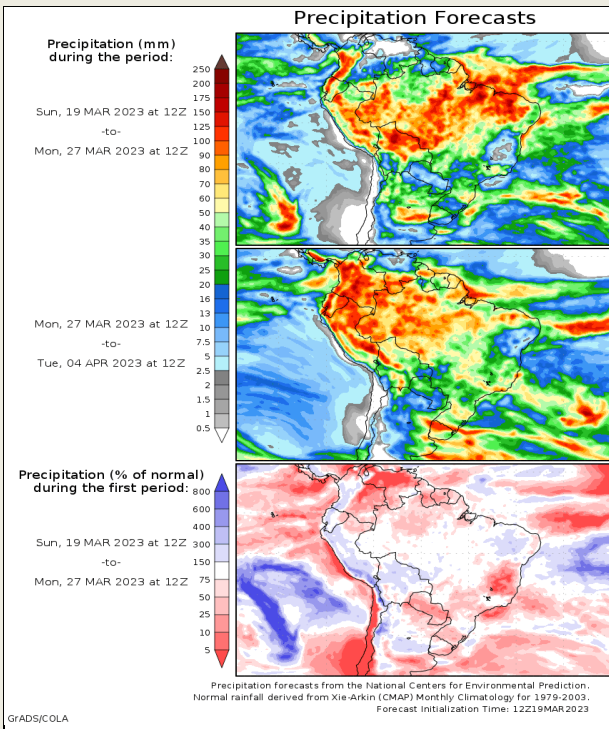 Precipitation Forecasts
Precipitation (mm)
during the period:
Sun, 19 MAR 2023 at 12Z
-to-
Mon, 27 MAR 2023 at 12Z
250
200
175
150
125
100
90
80
70
60
50
40
35
30
25
20
16
13
10
7.5
5
2.5
2
1.5
1
0.5
Mon, 27 MAR 2023 at 12Z
-to-
Tue, 04 APR 2023 at 12Z
Precipitation (% of normal)
during the first period:
Sun, 19 MAR 2023 at 12Z
-to-
Mon, 27 MAR 2023 at 12Z
800
600
400
300
150
75
50
25
10
5
Precipitation forecasts from the National Centers for Environmental Prediction.
Normal rainfall derived from Xie-Arkin (CMAP) Monthly Climatology for 1979-2003.
Forecast Initialization Time: 12Z19MAR2023
GrADS/COLA